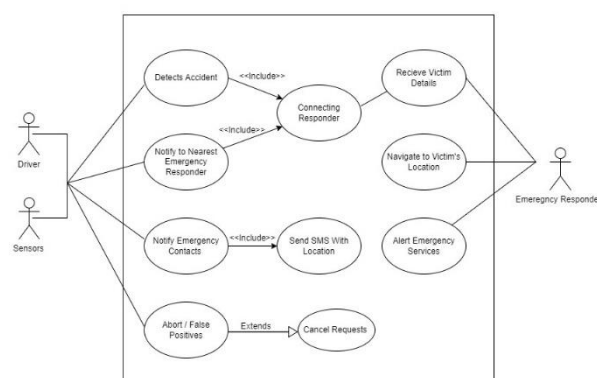 Detects Accident
<<Include>>
Recieve Victim
Details
Connecting
Responder
<<Include>>
Driver
Notify to Nearest
Emergency
Responder
Navigate to Victim's
Location
Emeregncy Responder
Sensors
Notify Emergency
Contacts
<<Include>>
Send SMS With
Location
Alert Emergency
Services
Abort / False
Positives
Extends
Cancel Requests